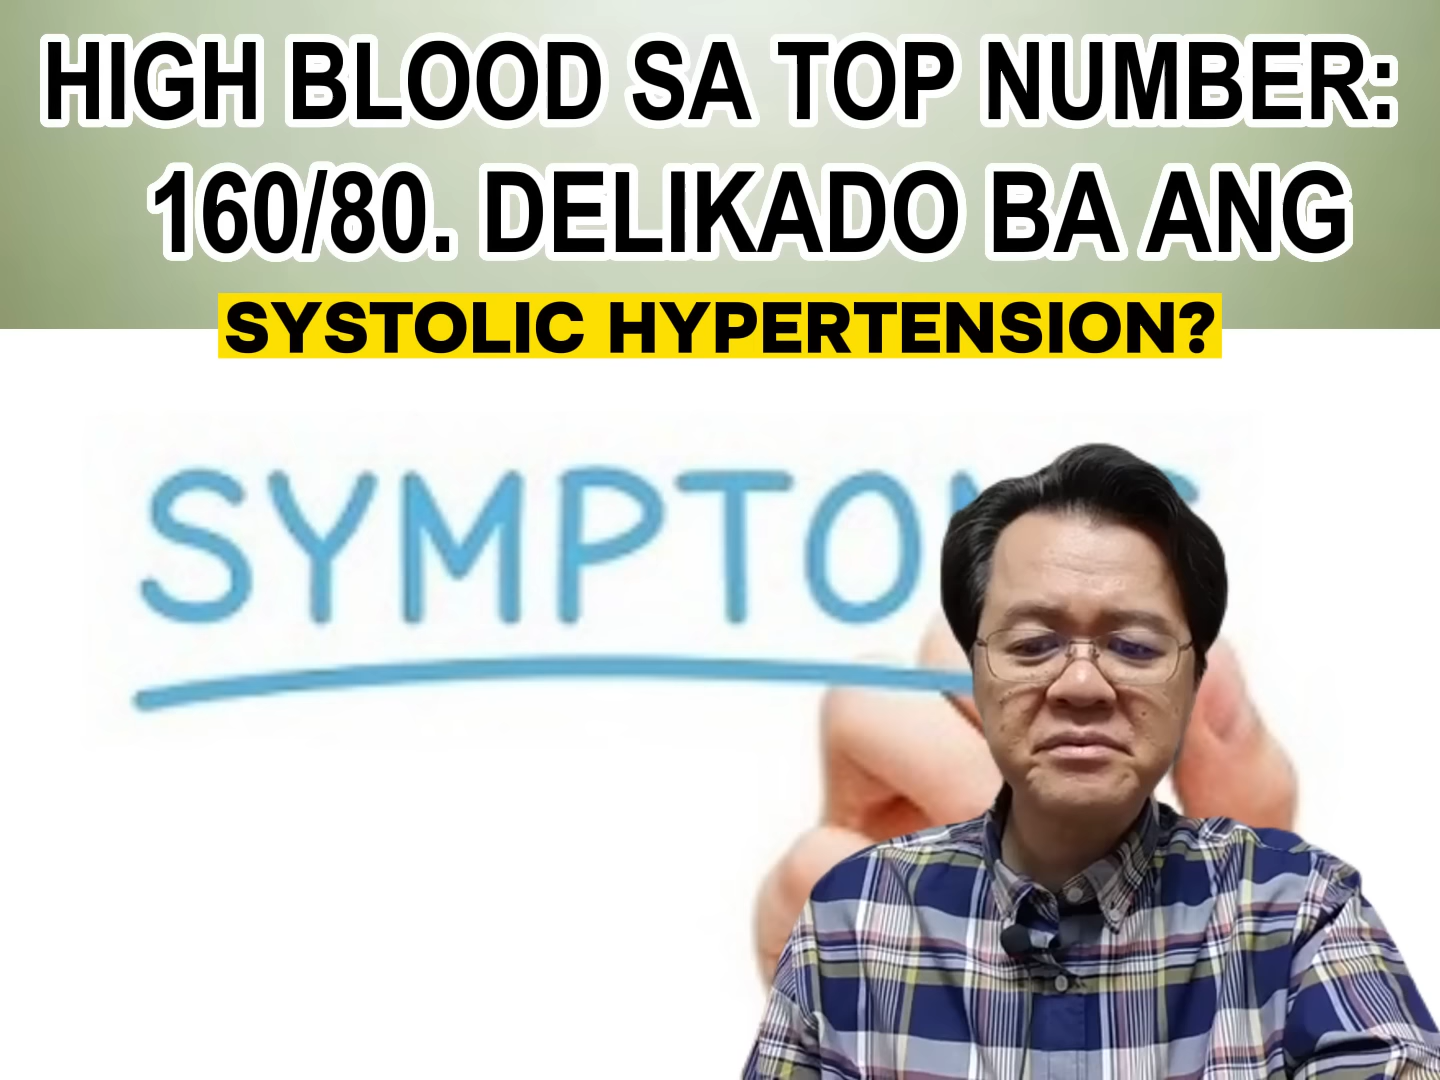 HIGH BLOOD SA TOP NUMBER:
160/80. DELIKADO BA ANG
SYSTOLIC HYPERTENSION?
SYMPTO